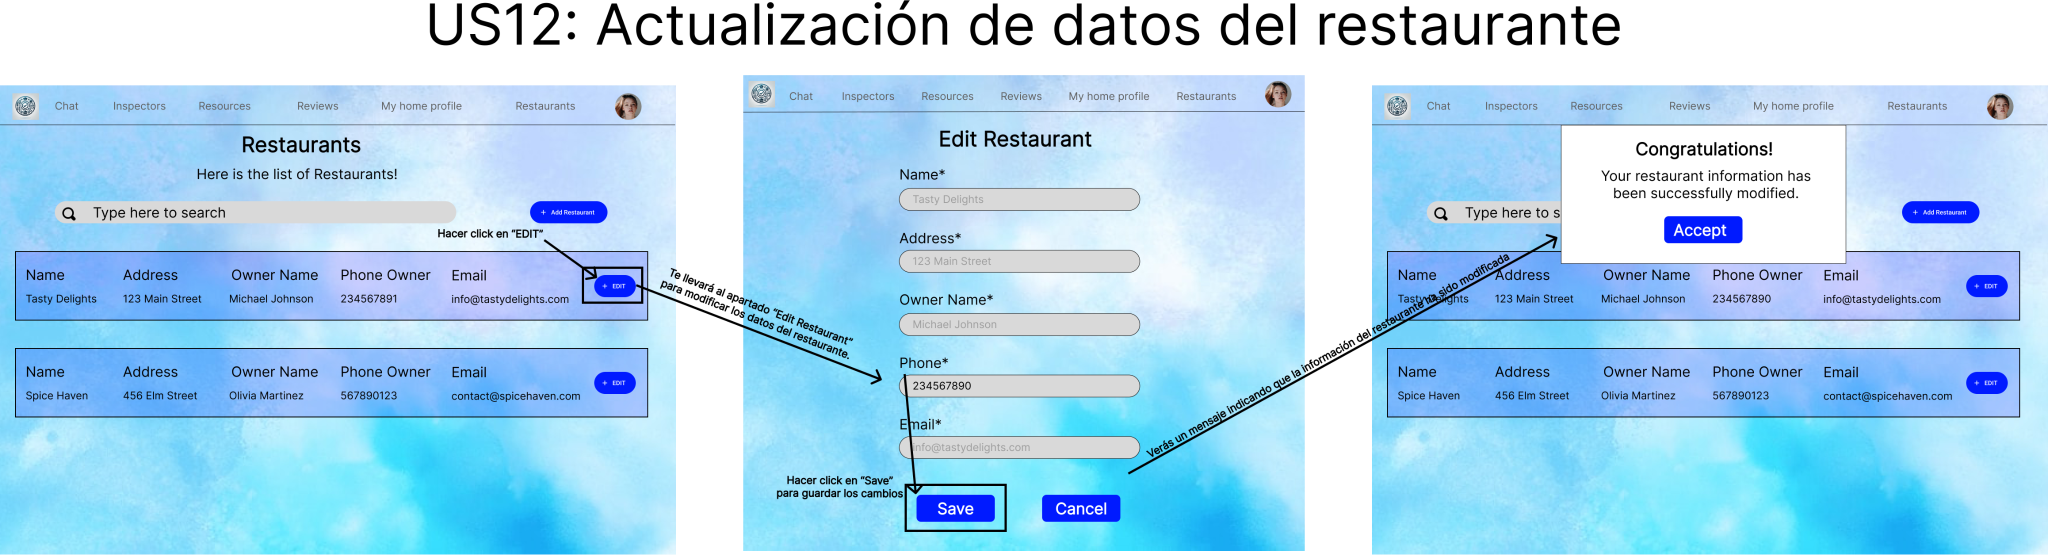 US12: Actualización de datos del restaurante
Chat Inspectors Resources Reviews My home profile Restaurants
Restaurants
Here is the list of Restaurants!
Type here to search
+ Add Restaurant
Hacer click en “EDIT”
Name Address Owner Name Phone Owner Email
Tasty Delights 123 Main Street Michael Johnson 234567891 info@tastydelights.com
+ EDIT
Name Address Owner Name Phone Owner Email
Spice Haven 456 Elm Street Olivia Martinez 567890123 contact@spicehaven.com
+ EDIT
Te llevará al apartado “Edit Restaurant”
para modificar los datos del restaurante.
Chat Inspectors Resources Reviews My home profile Restaurants
Edit Restaurant
Name*
Tasty Delights
Address*
123 Main Street
Owner Name*
Michael Johnson
Phone*
234567890
Email*
info@tastydelights.com
Hacer click en “Save”
para guardar los cambios
Save
Cancel
Verás un mensaje indicando que la información del restaurante ha sido modificada
Chat Inspectors Resources Reviews My home profile Restaurants
Congratulations!
Your restaurant information has
been successfully modified.
Accept
Type here to s
+ Add Restaurant
Name Address Owner Name Phone Owner Email
Tasty Delights 123 Main Street Michael Johnson 234567890 info@tastydelights.com
+ EDIT
Name Address Owner Name Phone Owner Email
Spice Haven 456 Elm Street Olivia Martinez 567890123 contact@spicehaven.com
+ EDIT